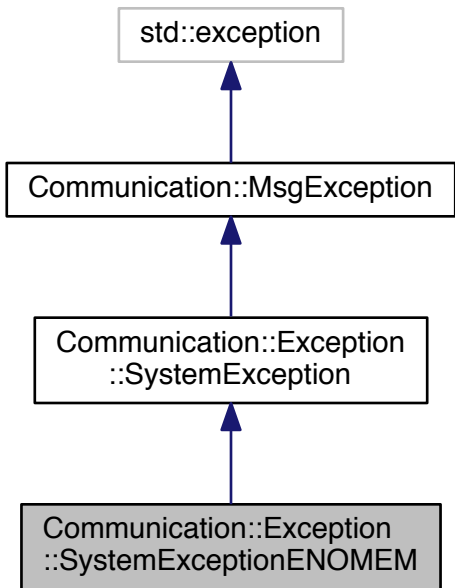 std::exception
Communication::MsgException
Communication::Exception
::SystemException
Communication::Exception
::SystemExceptionENOMEM